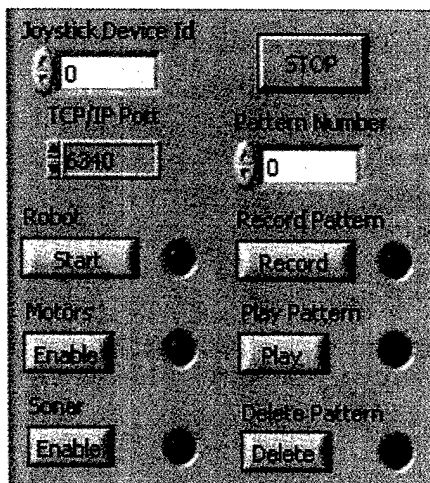 Joystick Device Id
0
STOP
TCP/IP Port
6340
Pattern Number
0
Robot
Start
Record Pattern
Record
Motors
Enable
Play Pattern
Play
Sonar
Enable
Delete Pattern
Delete